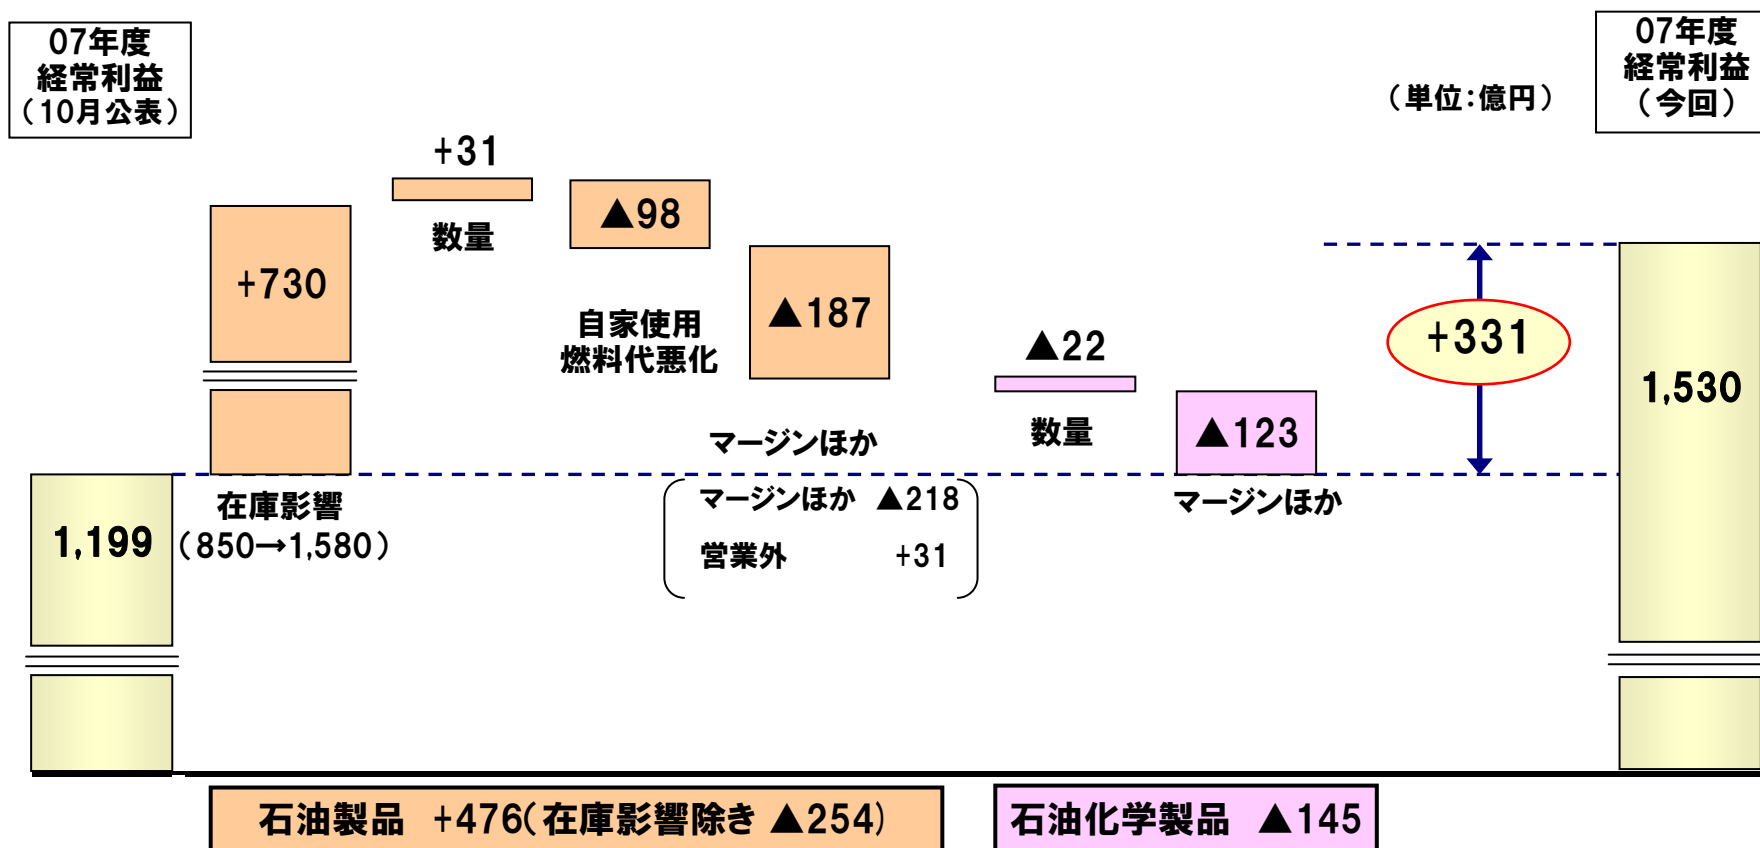 07年度
経常利益
（10月公表）
07年度
経常利益
（今回）
（単位：億円）
+31
数量
▲98
+730
自家使用
燃料代悪化
▲187
▲22
数量
+331
1,530
マージンほか
▲123
マージンほか
在庫影響
（850→1,580）
1,199
マージンほか ▲218
営業外 +31
石油製品 +476（在庫影響除き ▲254）
石油化学製品 ▲145